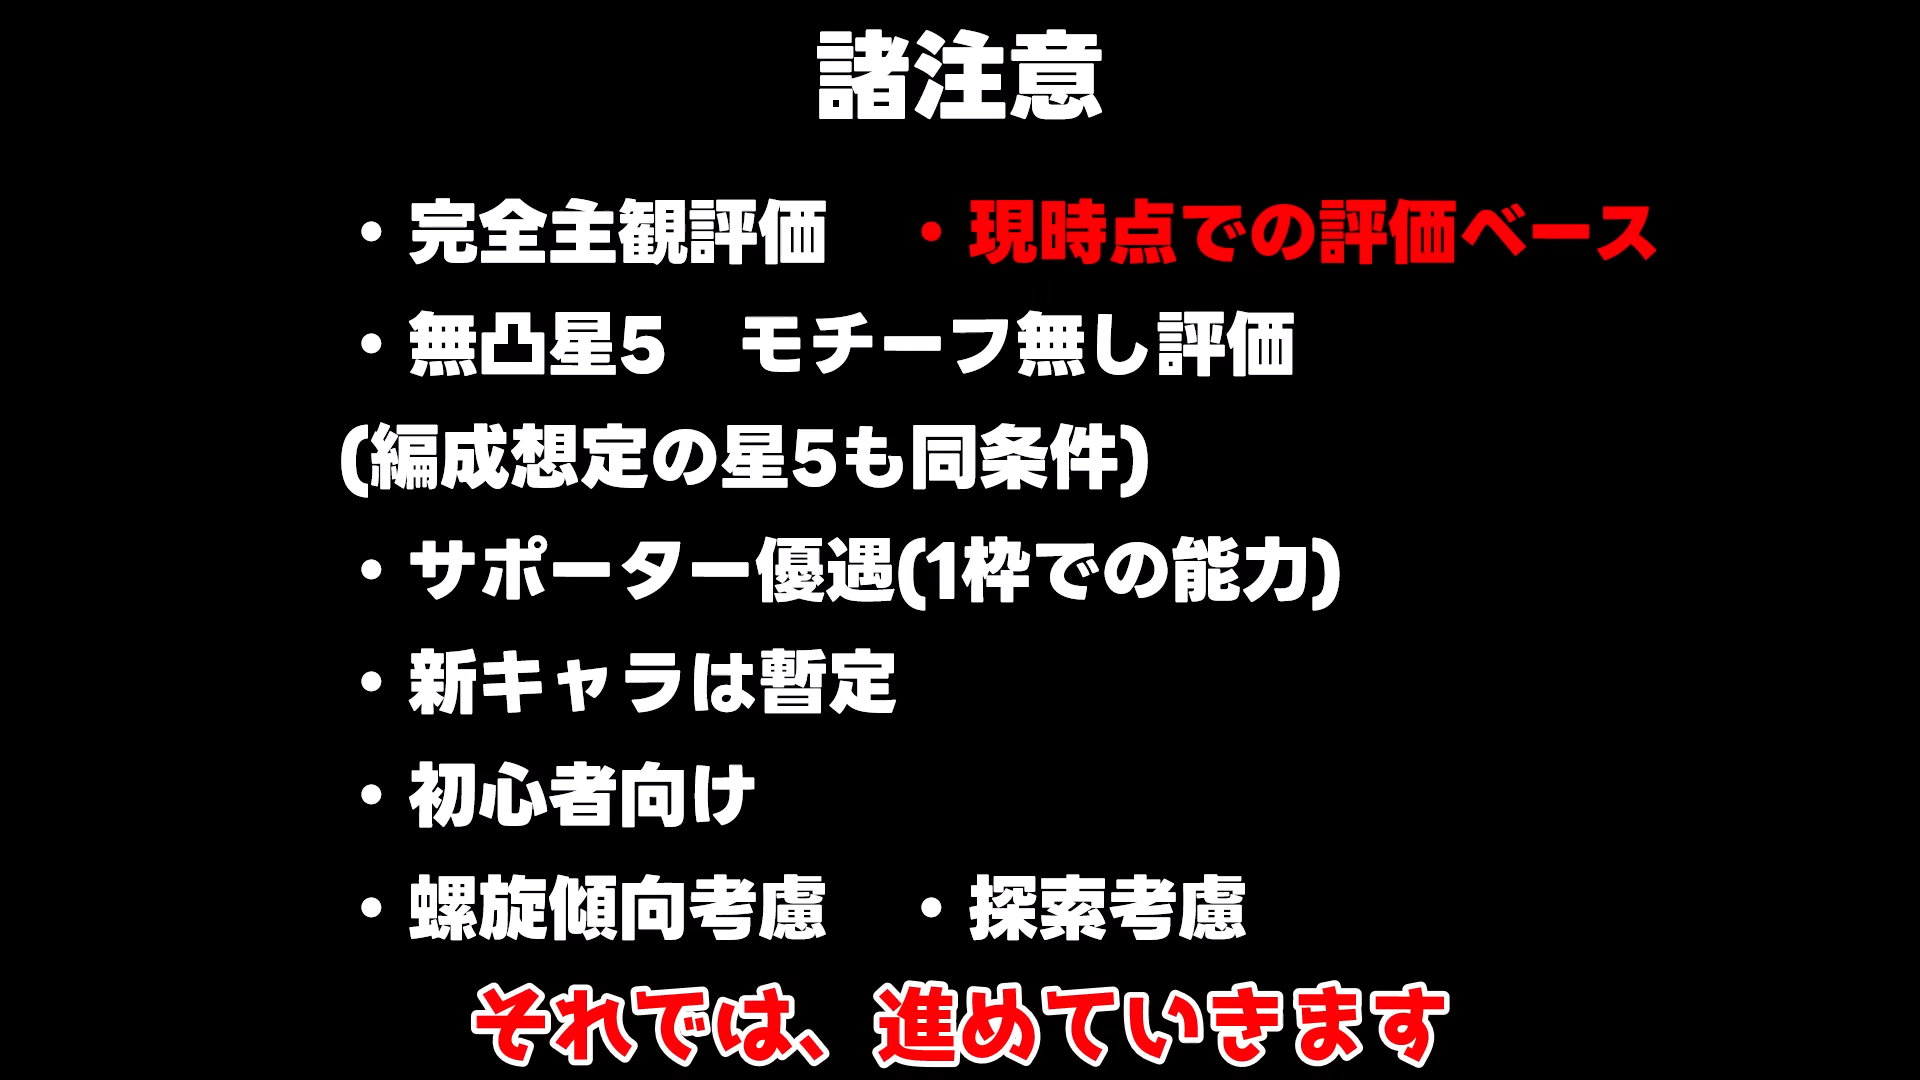 諸注意
・完全主観評価　・現時点での評価ベース
・無凸星5　モチーフ無し評価
(編成想定の星5も同条件)
・サポーター優遇(1枠での能力)
・新キャラは暫定
・初心者向け
・螺旋傾向考慮　・探索考慮
それでは、進めていきます